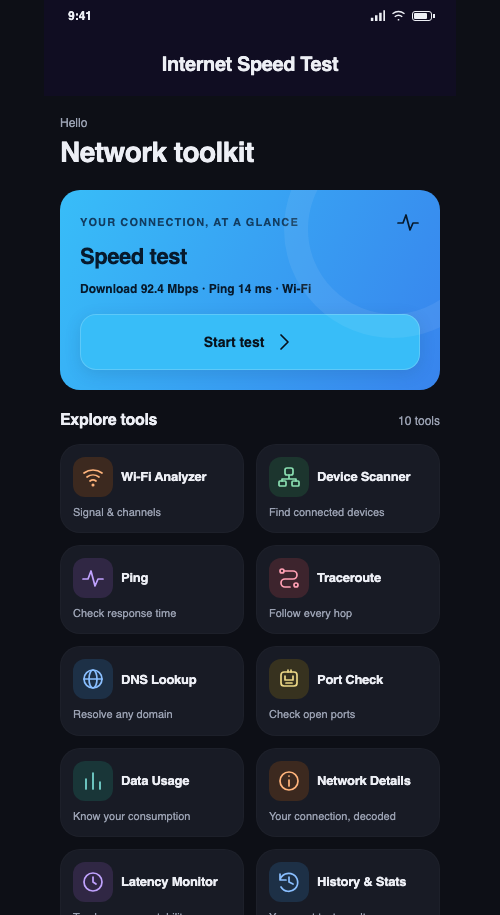 9:41
Internet Speed Test
Hello
Network toolkit
YOUR CONNECTION, AT A GLANCE
Speed test
Download 92.4 Mbps · Ping 14 ms · Wi-Fi
Start test
Explore tools
10 tools
Wi-Fi Analyzer
Signal & channels
Device Scanner
Find connected devices
Ping
Check response time
Traceroute
Follow every hop
DNS Lookup
Resolve any domain
Port Check
Check open ports
Data Usage
Know your consumption
Network Details
Your connection, decoded
Latency Monitor
History & Stats